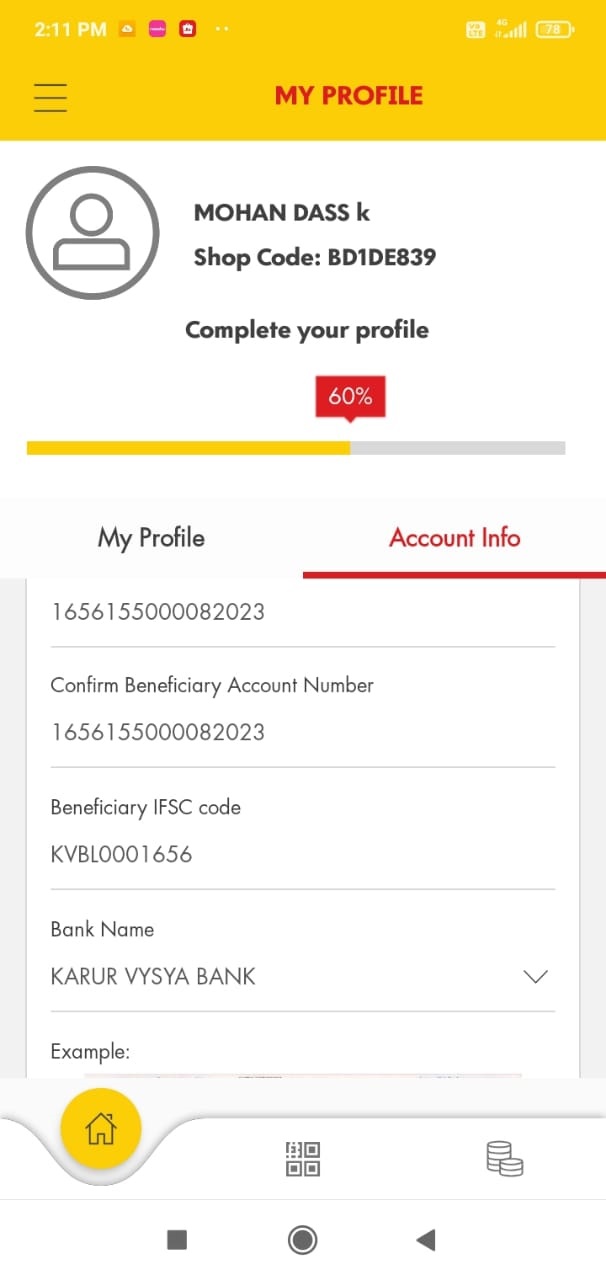 2:11 PM
4G
78
MY PROFILE
MOHAN DASS k
Shop Code: BD1DE839
Complete your profile
60%
My Profile
Account Info
1656155000082023
Confirm Beneficiary Account Number
1656155000082023
Beneficiary IFSC code
KVBL0001656
Bank Name
KARUR VYSYA BANK
Example: